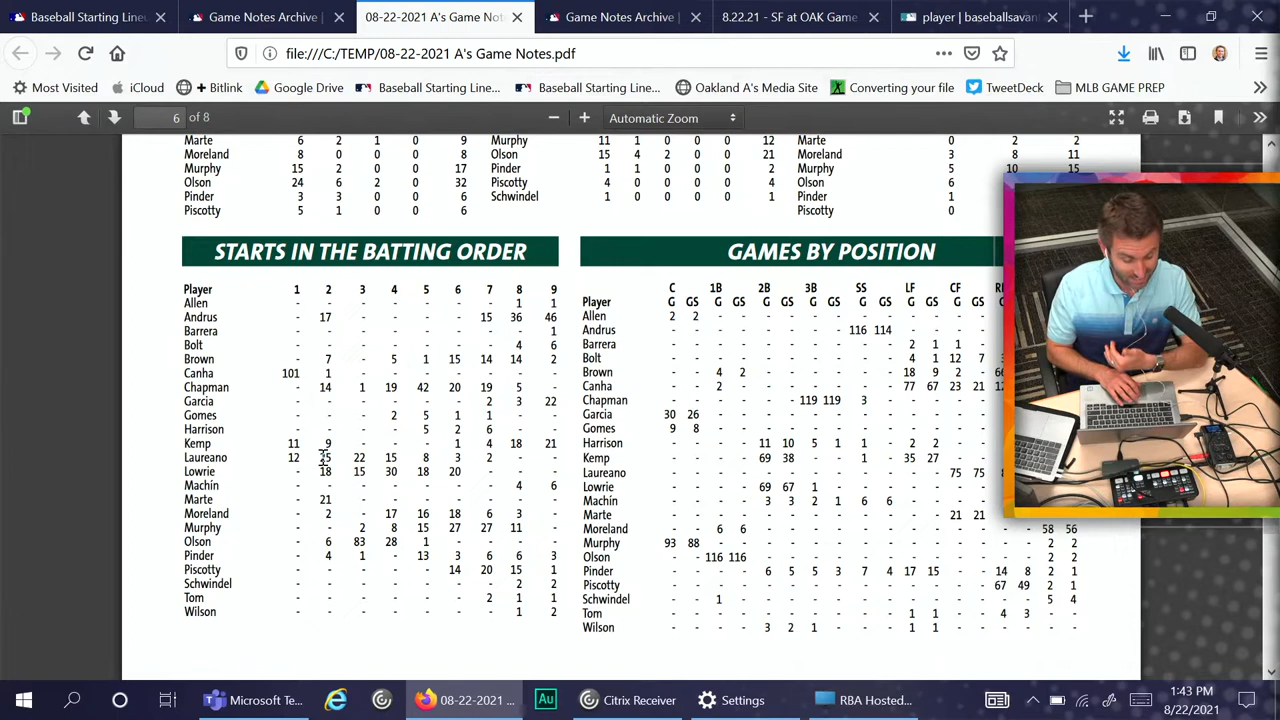 Baseball Starting Lineu
Game Notes Archive |
08-22-2021 A's Game Not
Game Notes Archive |
8.22.21 - SF at OAK Game
player | baseballsavan
file:///C:/TEMP/08-22-2021 A's Game Notes.pdf
Most Visited iCloud Bitlink Google Drive Baseball Starting Line... Baseball Starting Line... Oakland A's Media Site Converting your file TweetDeck MLB GAME PREP
6 of 8 Automatic Zoom
Marte 6 2 1 0 9 Murphy 11 1 0 0 12 Marte 0 2 2
Moreland 8 0 0 0 8 Olson 15 4 2 0 21 Moreland 3 8 11
Murphy 15 2 0 0 17 Pinder 1 1 0 0 2 Murphy 5 10 15
Olson 24 6 2 0 32 Piscotty 4 0 0 0 4 Olson 6
Pinder 3 3 0 0 6 Schwindel 1 0 0 0 1 Pinder 1
Piscotty 5 1 0 0 6 Piscotty 0
STARTS IN THE BATTING ORDER
Player 1 2 3 4 5 6 7 8 9
Allen - - - - - - - 1 1
Andrus - 17 - - - - 15 36 46
Barrera - - - - - - - - 1
Bolt - - - - - - - 4 6
Brown - 7 - 5 1 15 14 14 2
Canha 101 1 - - - - - - -
Chapman - 14 1 19 42 20 19 5 -
Garcia - - - - - - 2 3 22
Gomes - - - - 5 1 1 - -
Harrison - - - - 5 2 6 - -
Kemp 11 9 - - - 1 4 18 21
Laureano 12 25 22 15 8 3 2 - -
Lowrie - 18 15 30 18 20 - - -
Machín - - - - - - - 4 6
Marte - 21 - - - - - - -
Moreland - 2 - 17 16 18 6 3 -
Murphy - - 2 8 15 27 27 11 -
Olson - 6 83 28 1 - - - -
Pinder - 4 1 - 13 3 6 6 3
Piscotty - - - - - 14 20 15 1
Schwindel - - - - - - - 2 2
Tom - - - - - - 2 1 1
Wilson - - - - - - - 1 2
GAMES BY POSITION
C 1B 2B 3B SS LF CF
Player G GS G GS G GS G GS G GS G GS G GS G
Allen 2 2 - - - - - - - - - - - -
Andrus - - - - - - - - 116 114 - - - -
Barrera - - - - - - - - - - 2 1 1 -
Bolt - - - - - - - - - - 4 1 12 7
Brown - - 4 2 - - - - - - 18 9 2 -
Canha - - 2 - - - - - - - 77 67 23 21
Chapman - - - - - - 119 119 3 - - - - -
Garcia 30 26 - - - - - - - - - - - -
Gomes 9 8 - - - - - - - - - - - -
Harrison - - - - 11 10 5 1 1 - 2 2 - -
Kemp - - - - 69 38 - - 1 - 35 27 - -
Laureano - - - - - - - - - - - - 75 75
Lowrie - - - - 69 67 1 - - - - - - -
Machín - - - - 3 3 2 1 6 6 - - - -
Marte - - - - - - - - - - - - 21 21
Moreland - - 6 6 - - - - - - - - - - - - 58 56
Murphy 93 88 - - - - - - - - - - - - - - 2 2
Olson - - 116 116 - - - - - - - - - - - - 2 2
Pinder - - - - 6 5 5 3 7 4 17 15 - - 14 8 2 1
Piscotty - - - - - - - - - - - - - - 67 49 2 1
Schwindel - - 1 - - - - - - - - - - - - - 5 4
Tom - - - - - - - - - - 1 1 - - 4 3 - -
Wilson - - - - 3 2 1 - - - 1 1 - - - - - -
Microsoft Te... 08-22-2021 ... Citrix Receiver Settings RBA Hosted...
1:43 PM
8/22/2021